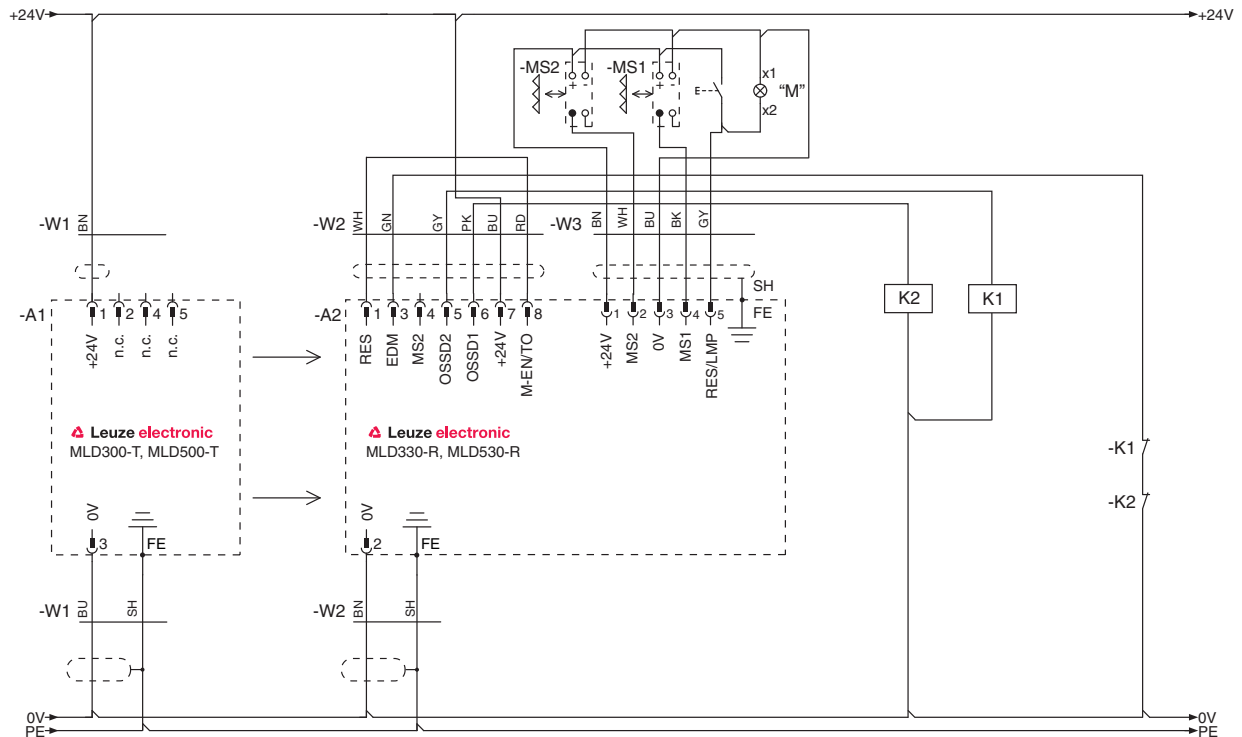 +24V +24V
-MS2 -MS1 x1 "M"
+ - + - E x2
-W1 BN -W2 WH GN GY PK BU RD -W3 BN WH BU BK GY
SH
K2 K1
-A1 1 2 4 5 -A2 1 3 4 5 6 7 8 1 2 3 4 5 FE
+24V n.c. n.c. n.c. RES EDM MS2 OSSD2 OSSD1 +24V M-EN/TO +24V MS2 0V MS1 RES/LMP
Leuze electronic Leuze electronic
MLD300-T, MLD500-T MLD330-R, MLD530-R
-K1
-K2
0V 0V
3 FE 2 FE
-W1 BU SH -W2 BN SH
0V 0V
PE PE